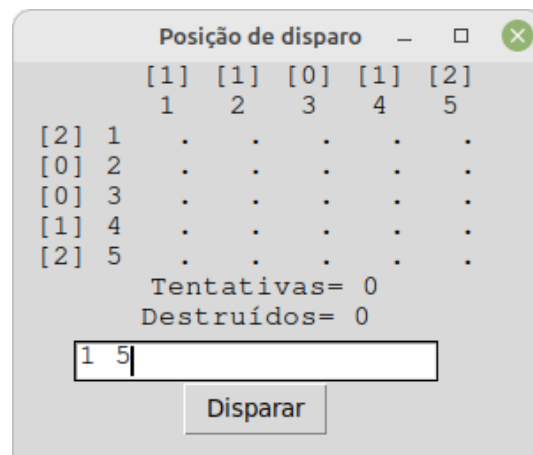 Posição de disparo
[1] [1] [0] [1] [2]
1 2 3 4 5
[2] 1 . . . . .
[0] 2 . . . . .
[0] 3 . . . . .
[1] 4 . . . . .
[2] 5 . . . . .
Tentativas= 0
Destruídos= 0
1 5
Disparar